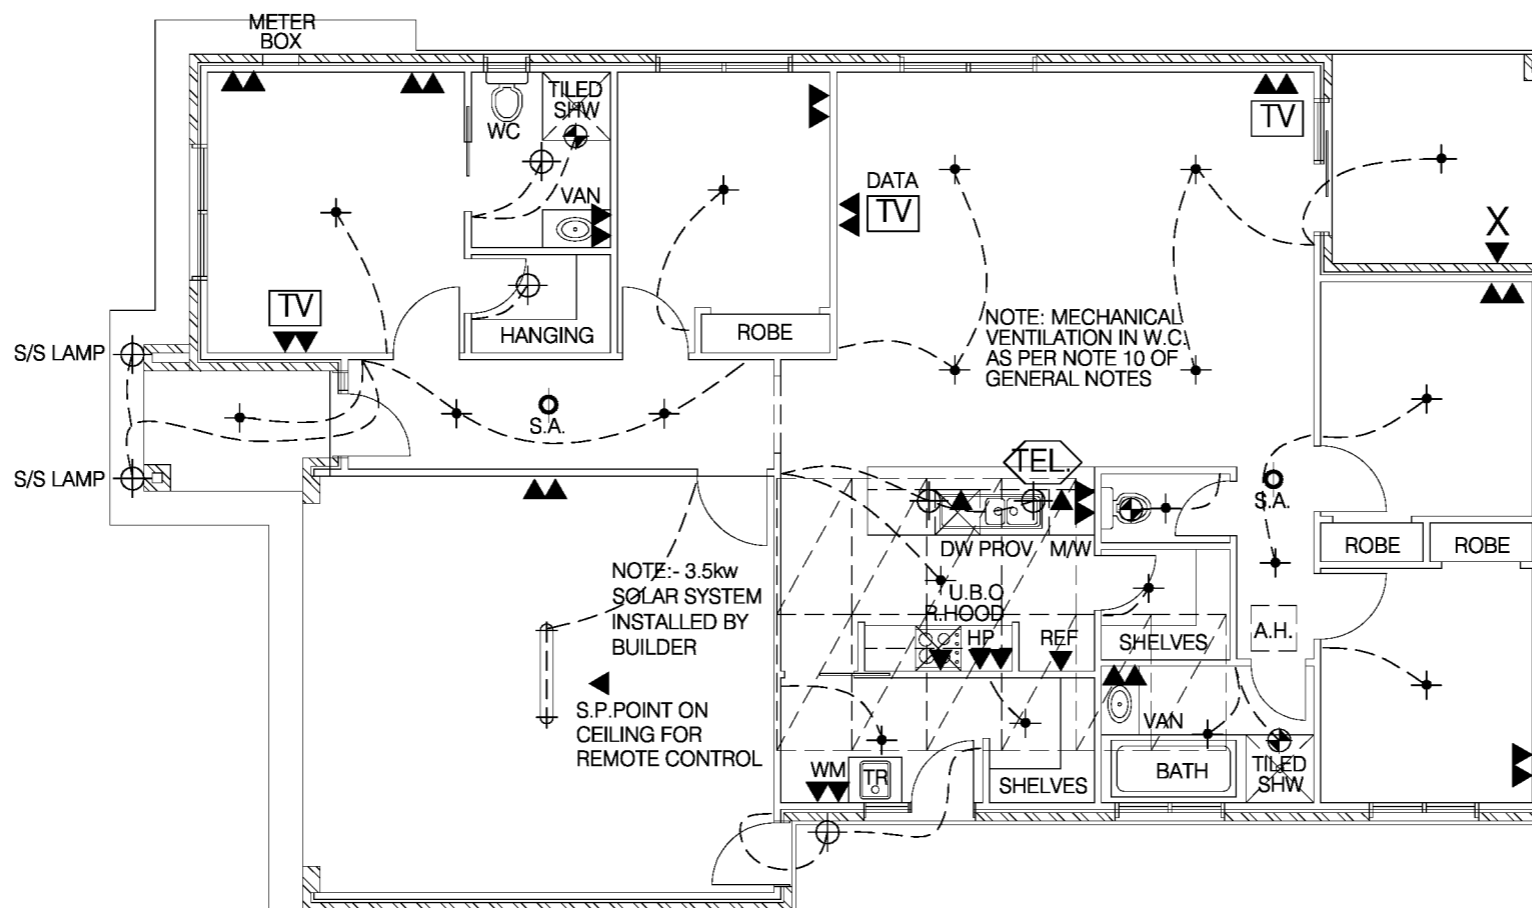 METER
BOX
TILED
SHW
WC
VAN
HANGING
TV
ROBE
DATA
TV
TV
X
NOTE: MECHANICAL
VENTILATION IN W.C.
AS PER NOTE 10 OF
GENERAL NOTES
S/S LAMP
S/S LAMP
S.A.
TEL.
S.A.
DW PROV
M/W
ROBE
ROBE
NOTE:- 3.5kw
SOLAR SYSTEM
INSTALLED BY
BUILDER
U.B.O
R.HOOD
HP
REF
SHELVES
A.H.
S.P.POINT ON
CEILING FOR
REMOTE CONTROL
VAN
WM
TR
SHELVES
BATH
TILED
SHW